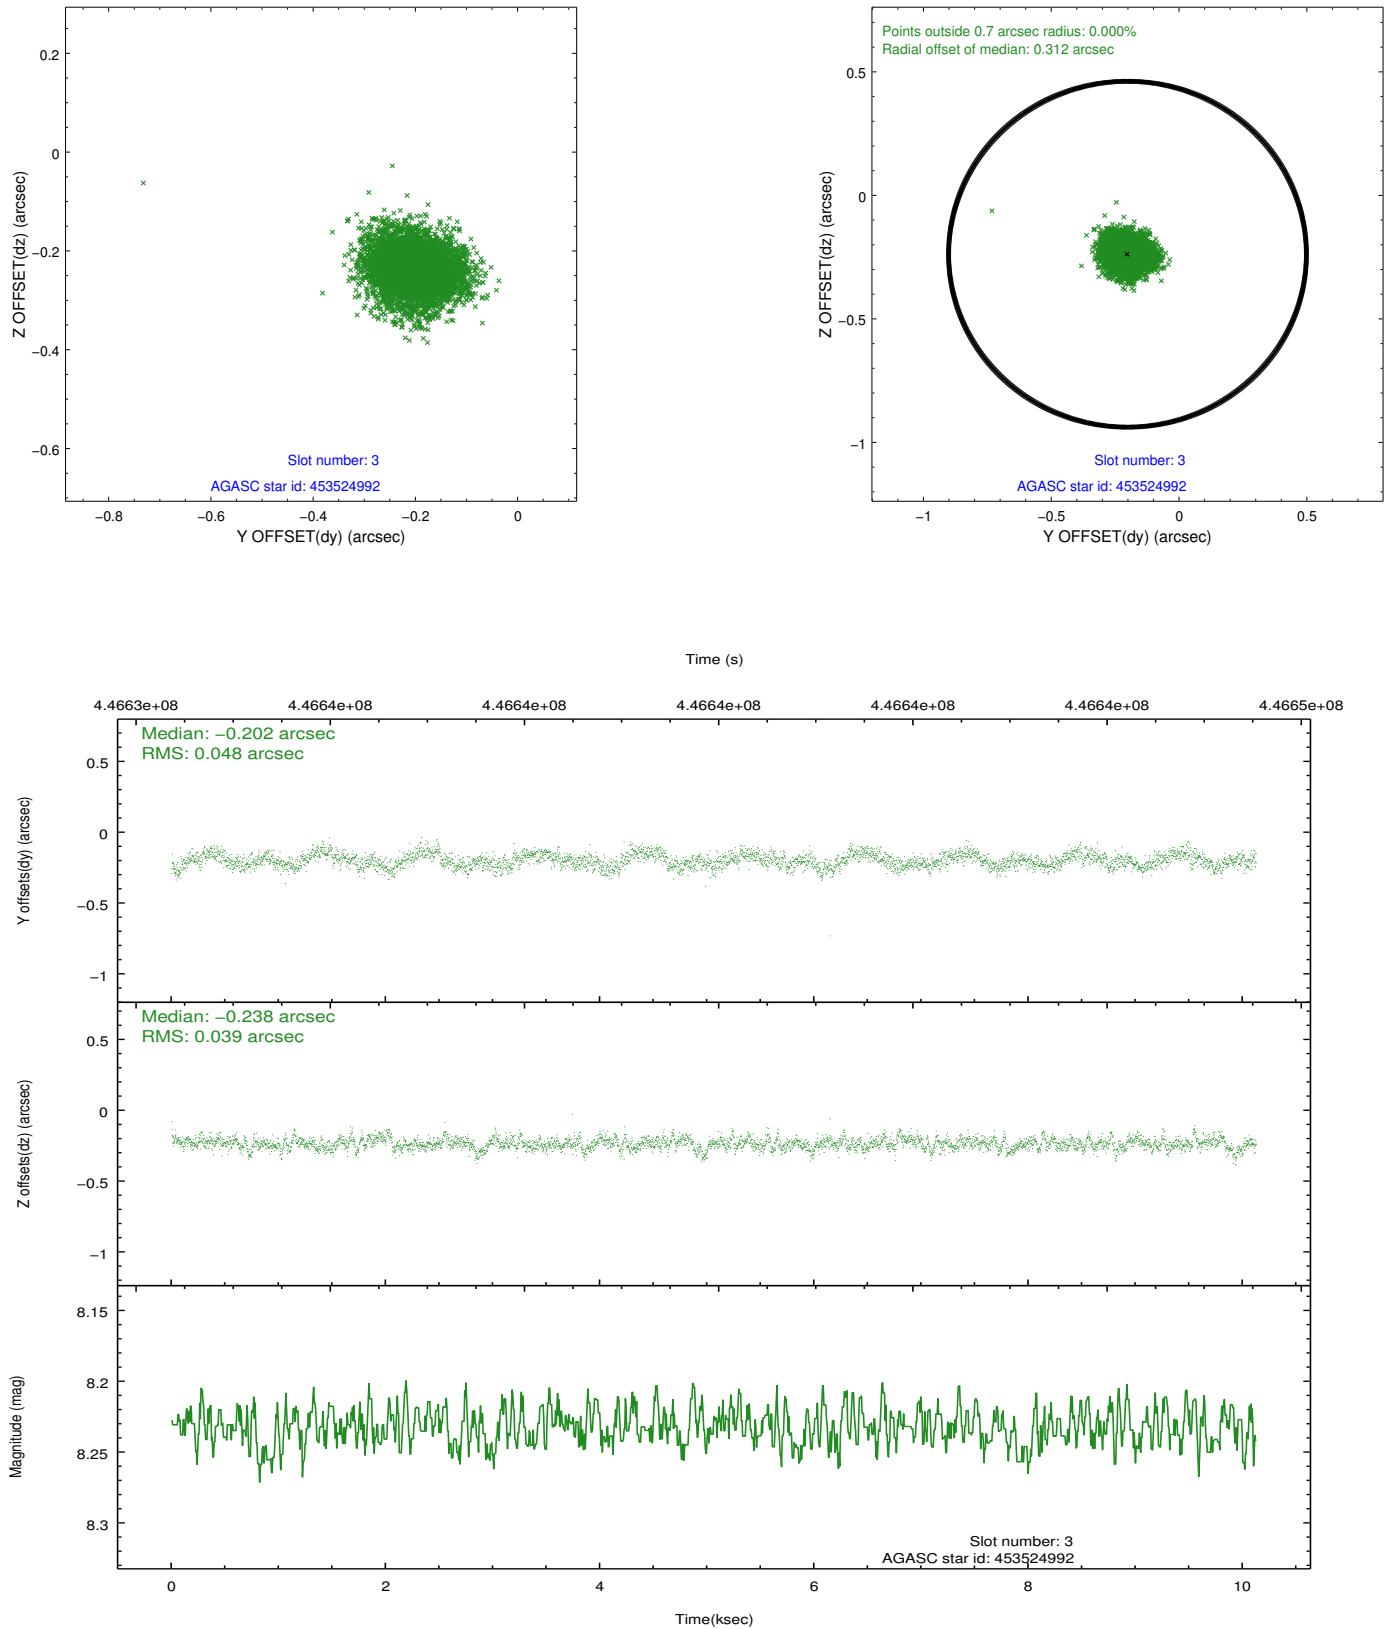 0.2
0
−0.2
−0.4
−0.6
Z OFFSET(dz) (arcsec)
Slot number: 3
AGASC star id: 453524992
−0.8 −0.6 −0.4 −0.2 0
Y OFFSET(dy) (arcsec)
Points outside 0.7 arcsec radius: 0.000%
Radial offset of median: 0.312 arcsec
0.5
0
−0.5
−1
Z OFFSET(dz) (arcsec)
Slot number: 3
AGASC star id: 453524992
−1 −0.5 0 0.5
Y OFFSET(dy) (arcsec)
Time (s)
4.4663e+08 4.4664e+08 4.4664e+08 4.4664e+08 4.4664e+08 4.4664e+08 4.4665e+08
Median: −0.202 arcsec
RMS: 0.048 arcsec
0.5
0
−0.5
−1
Y offsets(dy) (arcsec)
Median: −0.238 arcsec
RMS: 0.039 arcsec
0.5
0
−0.5
−1
Z offsets(dz) (arcsec)
8.15
8.2
8.25
8.3
Magnitude (mag)
Slot number: 3
AGASC star id: 453524992
0 2 4 6 8 10
Time(ksec)